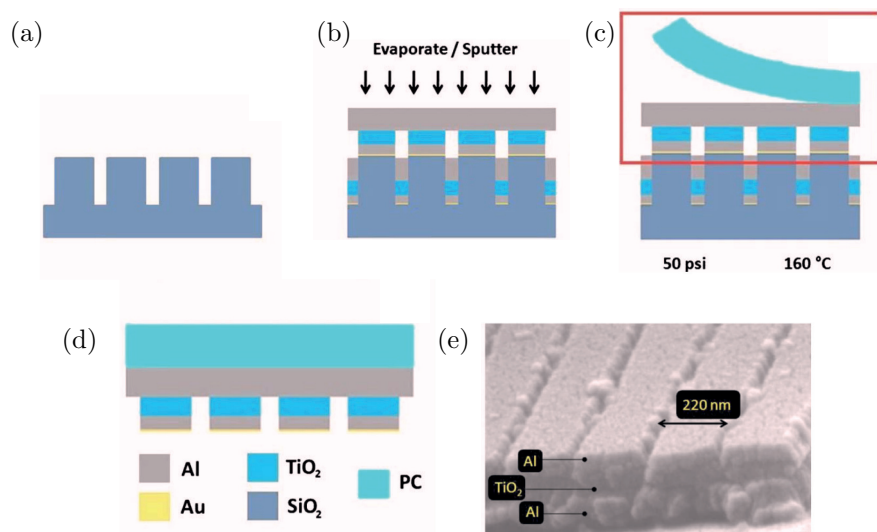 (a)
(b)
Evaporate / Sputter
(c)
50 psi
160 °C
(d)
Al
TiO₂
PC
Au
SiO₂
(e)
220 nm
Al
TiO₂
Al